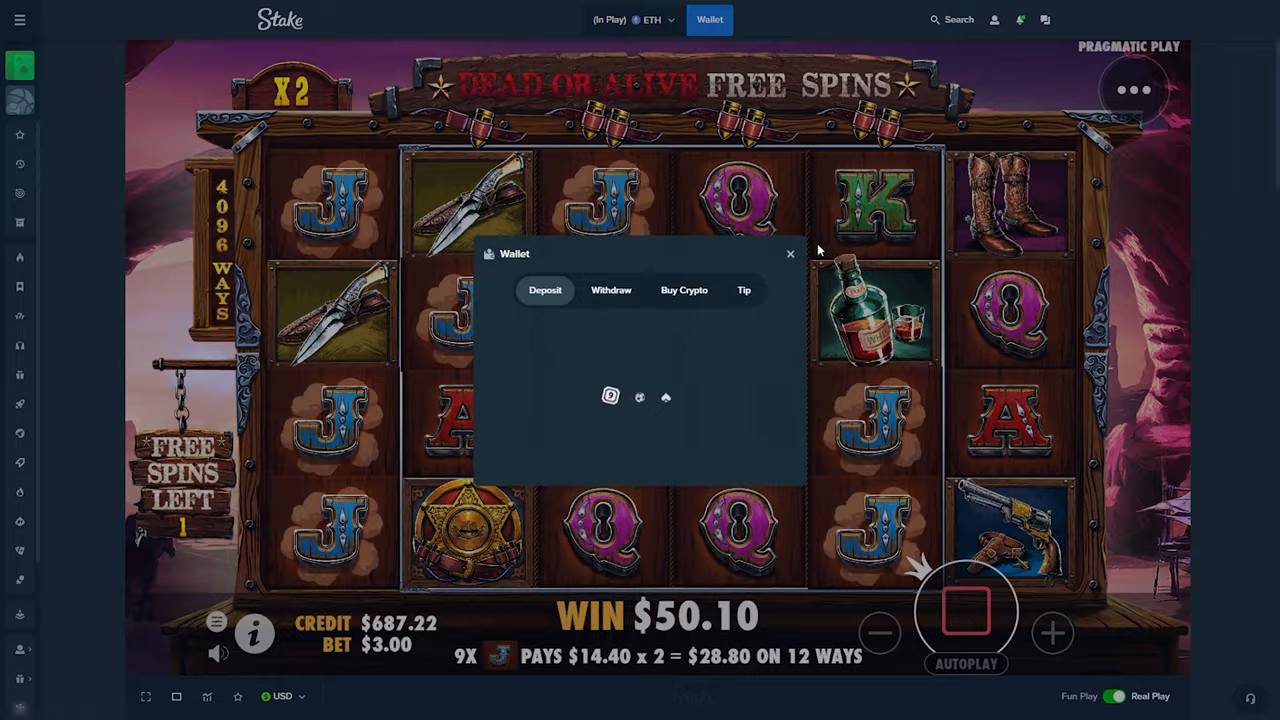 Stake
(In Play) ETH
Wallet
Search
PRAGMATIC PLAY
X2
DEAD OR ALIVE FREE SPINS
4096 WAYS
J
J
Q
K
Wallet
Deposit
Withdraw
Buy Crypto
Tip
J
Q
J
A
J
A
FREE
SPINS
LEFT
1
J
Q
Q
J
CREDIT $687.22
BET $3.00
WIN $50.10
9X J PAYS $14.40 x 2 = $28.80 ON 12 WAYS
AUTOPLAY
USD
Fun Play
Real Play